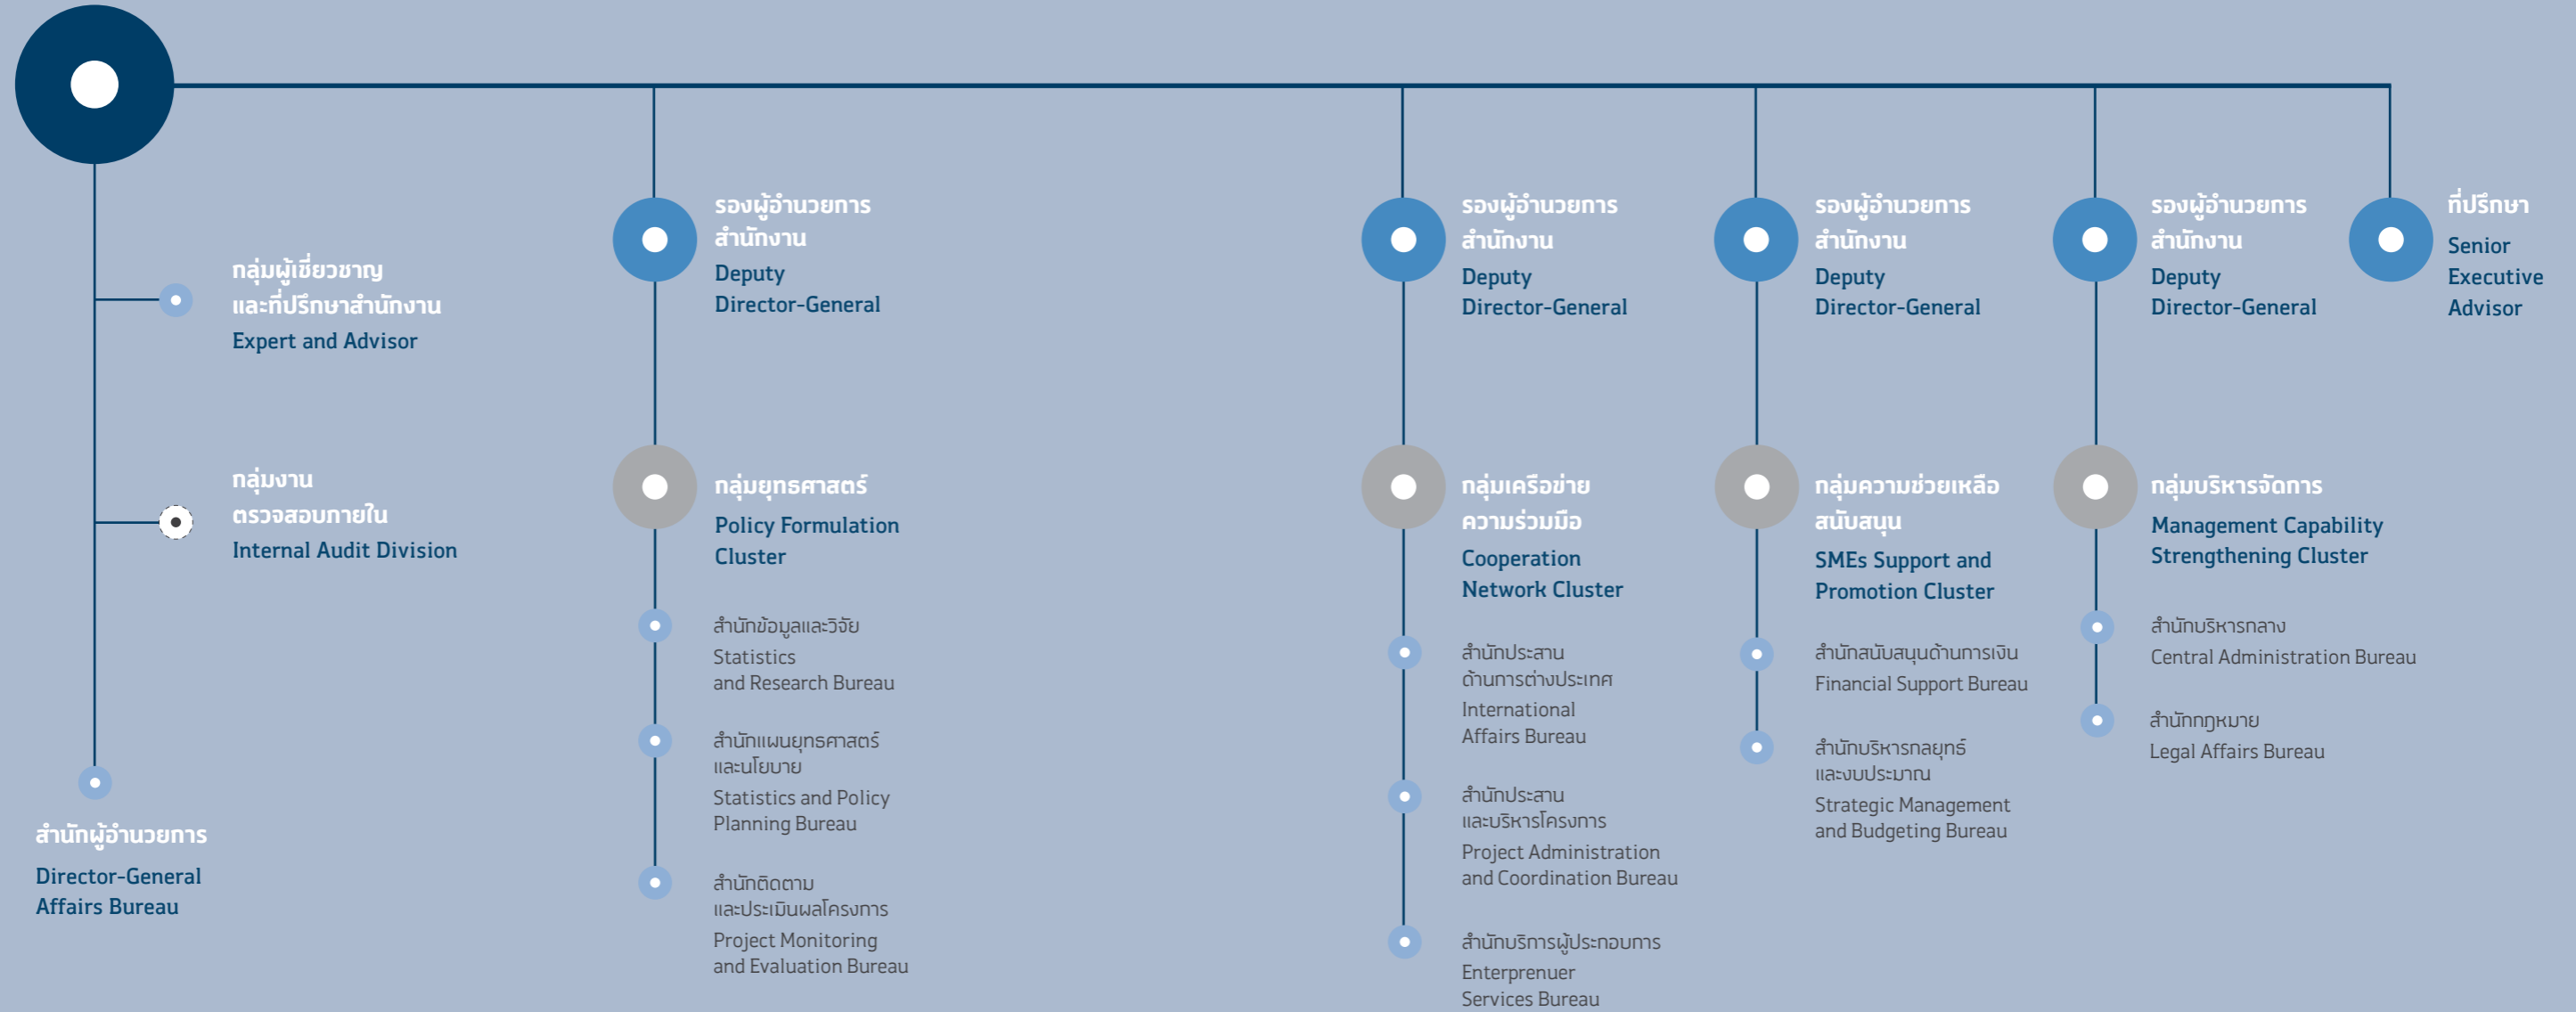 กลุ่มผู้เชี่ยวชาญ
และที่ปรึกษาสำนักงาน
Expert and Advisor
กลุ่มงาน
ตรวจสอบภายใน
Internal Audit Division
สำนักผู้อำนวยการ
Director-General
Affairs Bureau
รองผู้อำนวยการ
สำนักงาน
Deputy
Director-General
กลุ่มยุทธศาสตร์
Policy Formulation
Cluster
สำนักข้อมูลและวิจัย
Statistics
and Research Bureau
สำนักแผนยุทธศาสตร์
และนโยบาย
Statistics and Policy
Planning Bureau
สำนักติดตาม
และประเมินผลโครงการ
Project Monitoring
and Evaluation Bureau
รองผู้อำนวยการ
สำนักงาน
Deputy
Director-General
กลุ่มเครือข่าย
ความร่วมมือ
Cooperation
Network Cluster
สำนักประสาน
ด้านการต่างประเทศ
International
Affairs Bureau
สำนักประสาน
และบริหารโครงการ
Project Administration
and Coordination Bureau
สำนักบริการผู้ประกอบการ
Enterprenuer
Services Bureau
รองผู้อำนวยการ
สำนักงาน
Deputy
Director-General
กลุ่มความช่วยเหลือ
สนับสนุน
SMEs Support and
Promotion Cluster
สำนักสนับสนุนด้านการเงิน
Financial Support Bureau
สำนักบริหารกลยุทธ์
และงบประมาณ
Strategic Management
and Budgeting Bureau
รองผู้อำนวยการ
สำนักงาน
Deputy
Director-General
กลุ่มบริหารจัดการ
Management Capability
Strengthening Cluster
สำนักบริหารกลาง
Central Administration Bureau
สำนักกฎหมาย
Legal Affairs Bureau
ที่ปรึกษา
Senior
Executive
Advisor